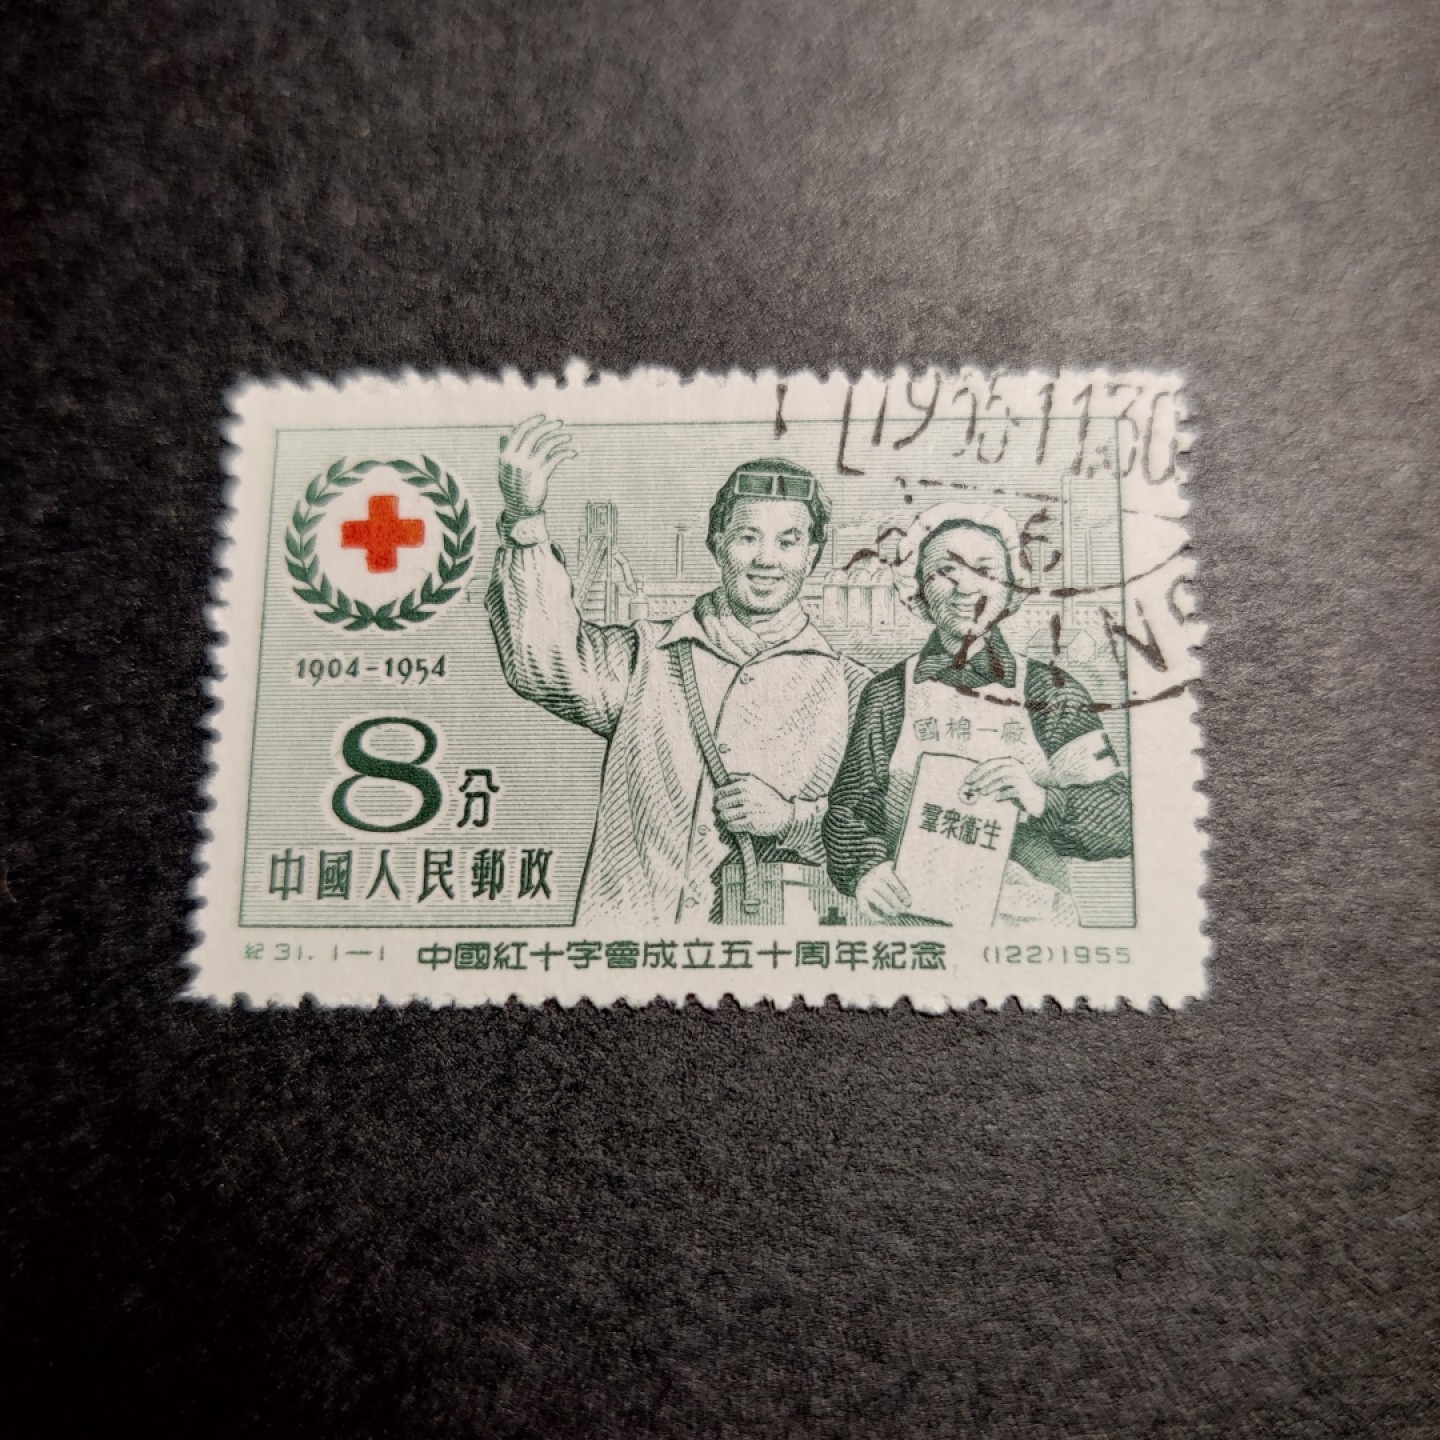 1904-1954
8分
中國人民郵政
國棉一廠
羣衆衞生
紀31.1-1 中國紅十字會成立五十周年紀念 (122)1955